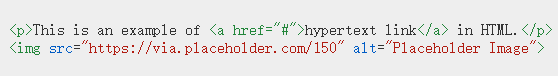 <p>This is an example of <a href="#">hypertext link</a> in HTML.</p>
<img src="https://via.placeholder.com/150" alt="Placeholder Image">